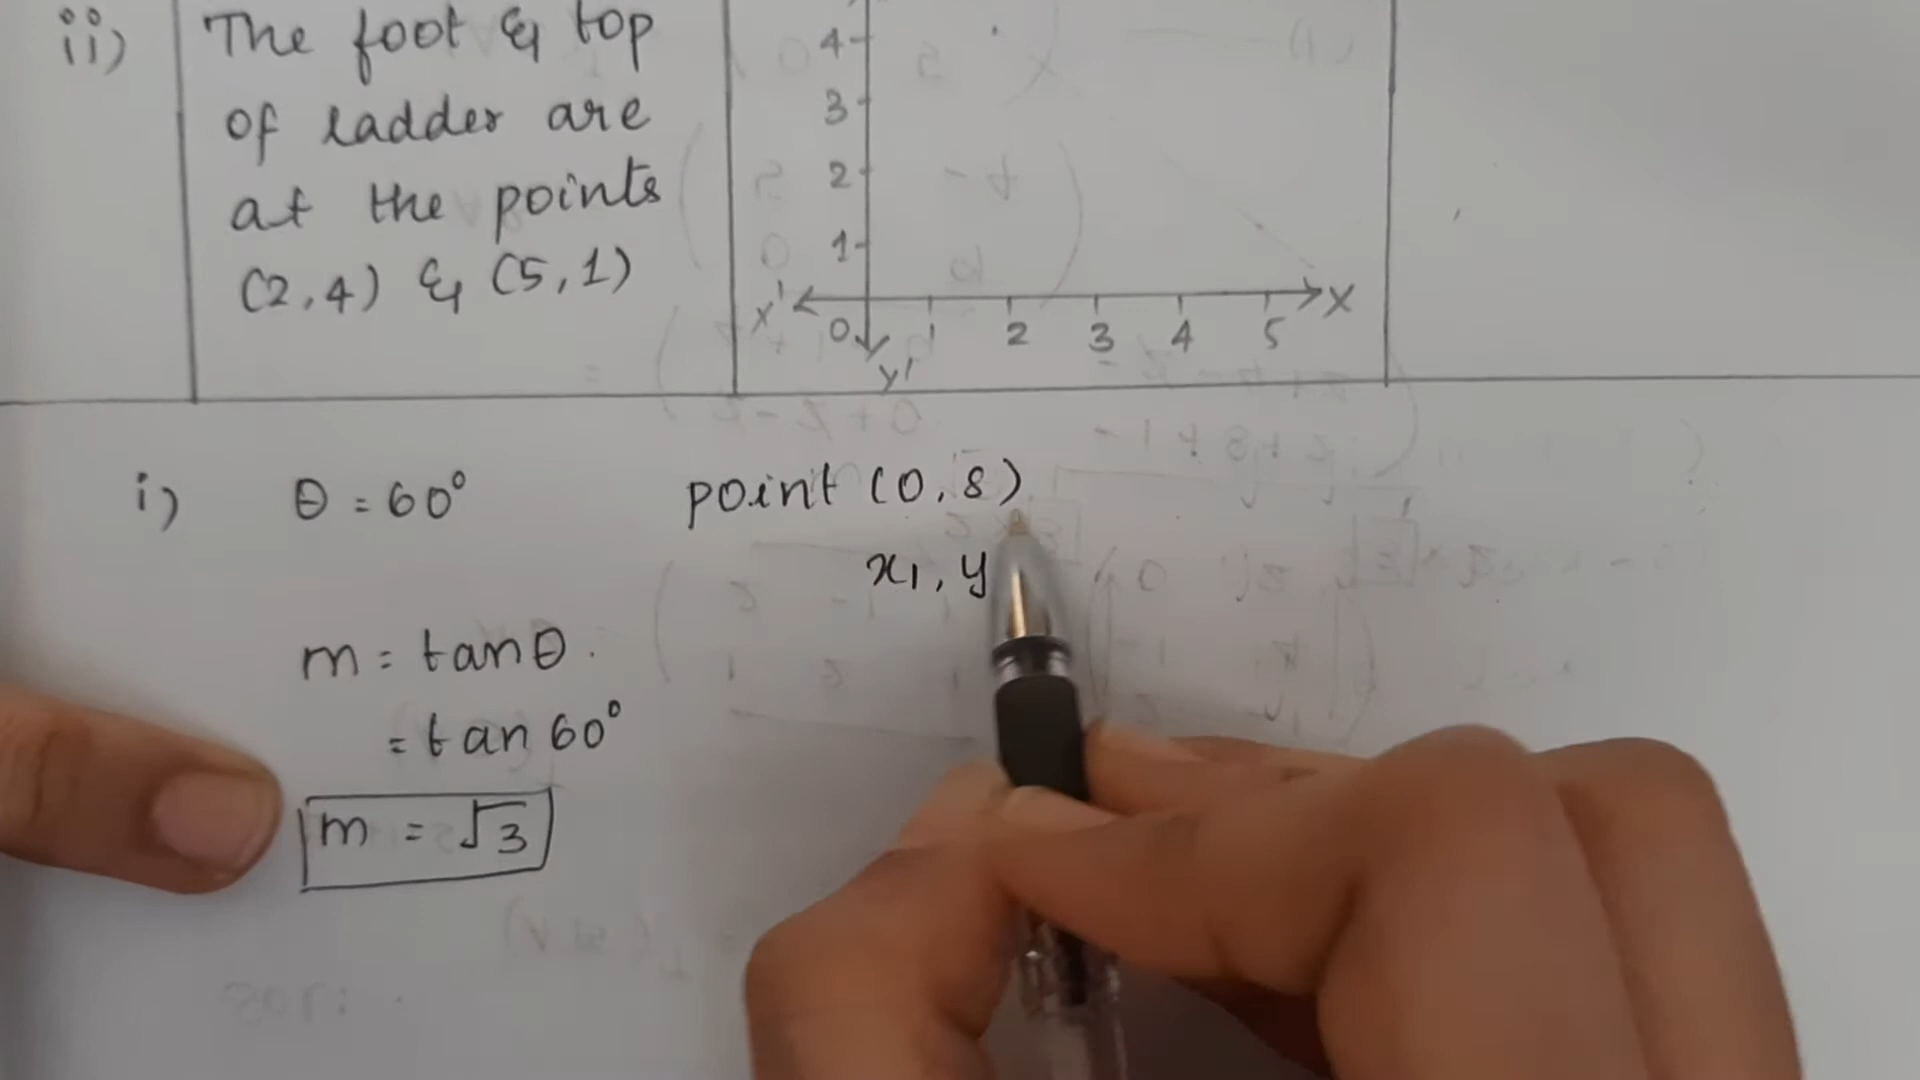 ii)
The foot & top
of ladder are
at the points
(2,4) & (5,1)
4
3
2
1
X' 0 1 2 3 4 5 X
y'
i) θ = 60° point (0,8)
x1, y
m = tanθ.
= tan 60°
m = √3